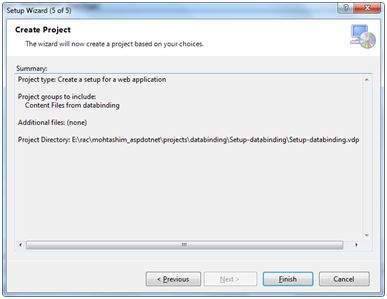 Setup Wizard (5 of 5)
Create Project
The wizard will now create a project based on your choices.
Summary:
Project type: Create a setup for a web application
Project groups to include:
Content Files from databinding
Additional files: (none)
Project Directory: E:\rac\mohtashim_aspdotnet\projects\databinding\Setup-databinding\Setup-databinding.vdp
< Previous
Next >
Finish
Cancel